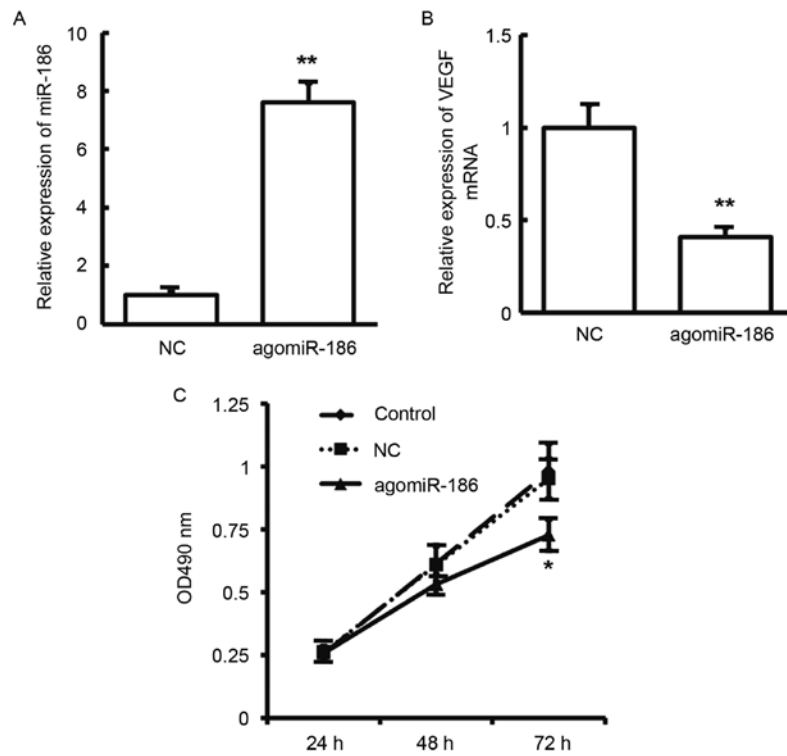 A
Relative expression of miR-186
10
8
6
4
2
0
**
NC
agomiR-186
B
Relative expression of VEGF
mRNA
1.5
1
0.5
0
**
NC
agomiR-186
C
OD490 nm
1.25
1
0.75
0.5
0.25
0
Control
NC
agomiR-186
*
24 h
48 h
72 h